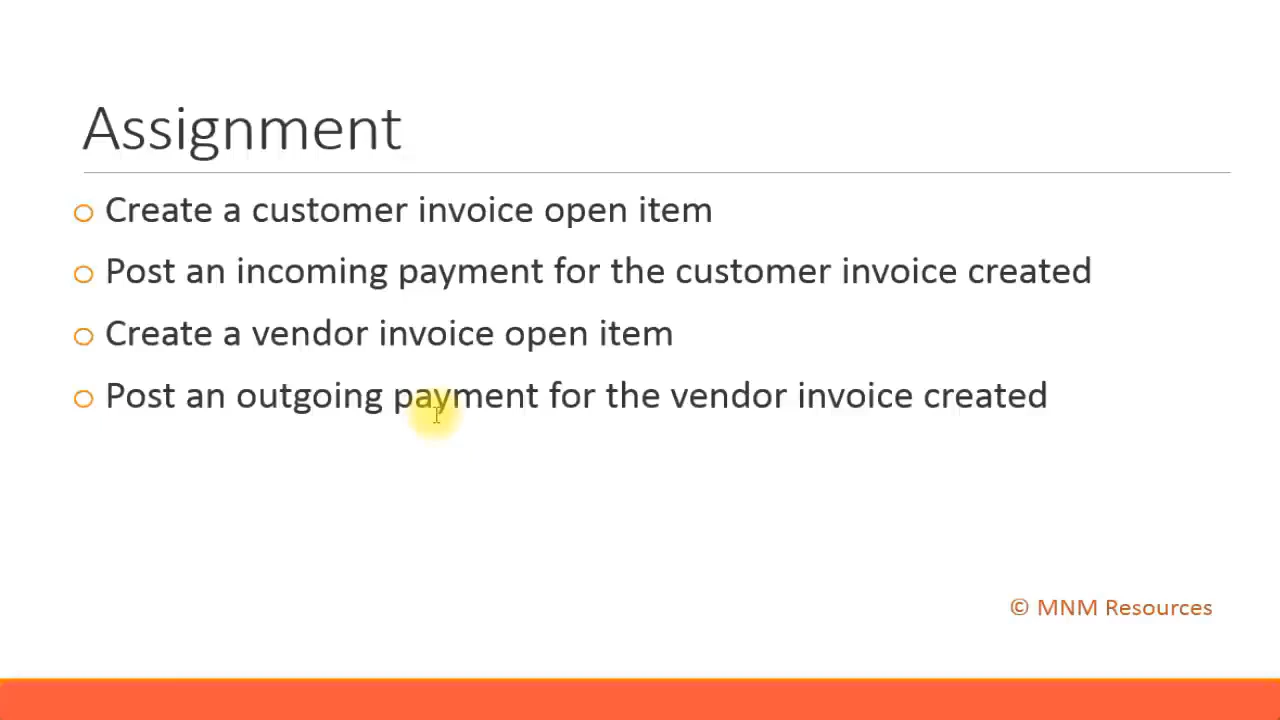 Assignment
Create a customer invoice open item
Post an incoming payment for the customer invoice created
Create a vendor invoice open item
Post an outgoing payment for the vendor invoice created
© MNM Resources